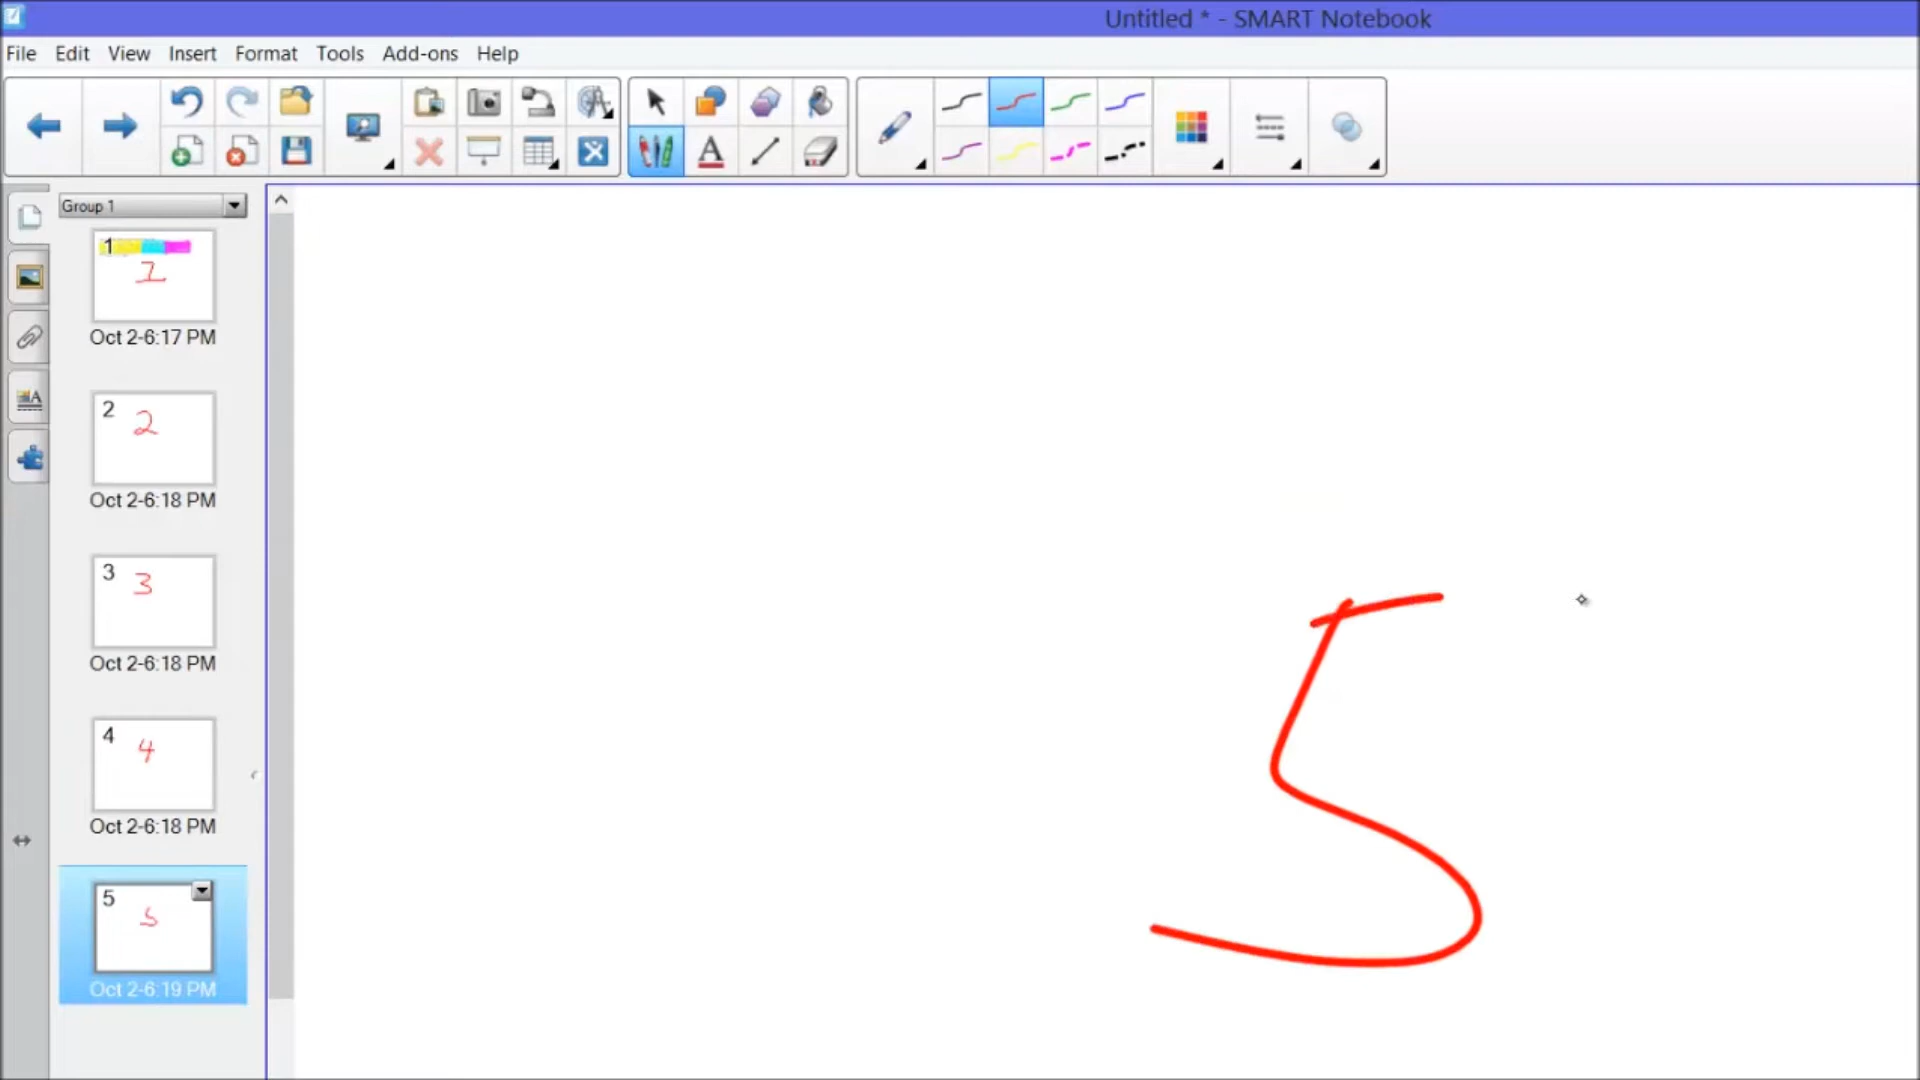 Untitled * - SMART Notebook
File Edit View Insert Format Tools Add-ons Help
Group 1
1
1
Oct 2-6:17 PM
2
2
Oct 2-6:18 PM
3
3
Oct 2-6:18 PM
4
4
Oct 2-6:18 PM
5
5
Oct 2-6:19 PM
5